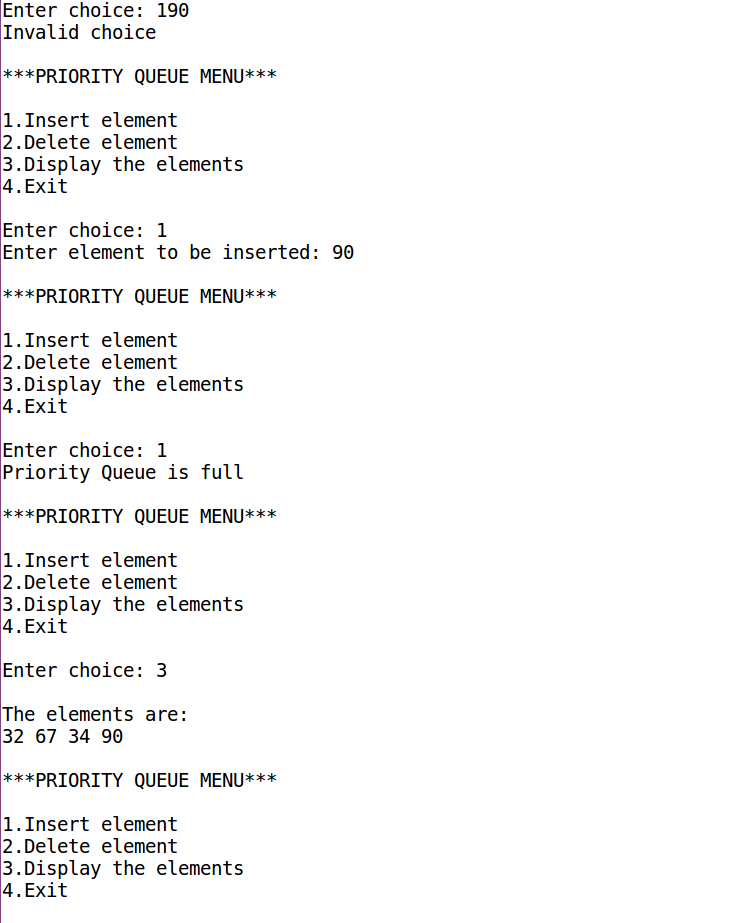 Enter choice: 190
Invalid choice
***PRIORITY QUEUE MENU***
1.Insert element
2.Delete element
3.Display the elements
4.Exit
Enter choice: 1
Enter element to be inserted: 90
***PRIORITY QUEUE MENU***
1.Insert element
2.Delete element
3.Display the elements
4.Exit
Enter choice: 1
Priority Queue is full
***PRIORITY QUEUE MENU***
1.Insert element
2.Delete element
3.Display the elements
4.Exit
Enter choice: 3
The elements are:
32 67 34 90
***PRIORITY QUEUE MENU***
1.Insert element
2.Delete element
3.Display the elements
4.Exit